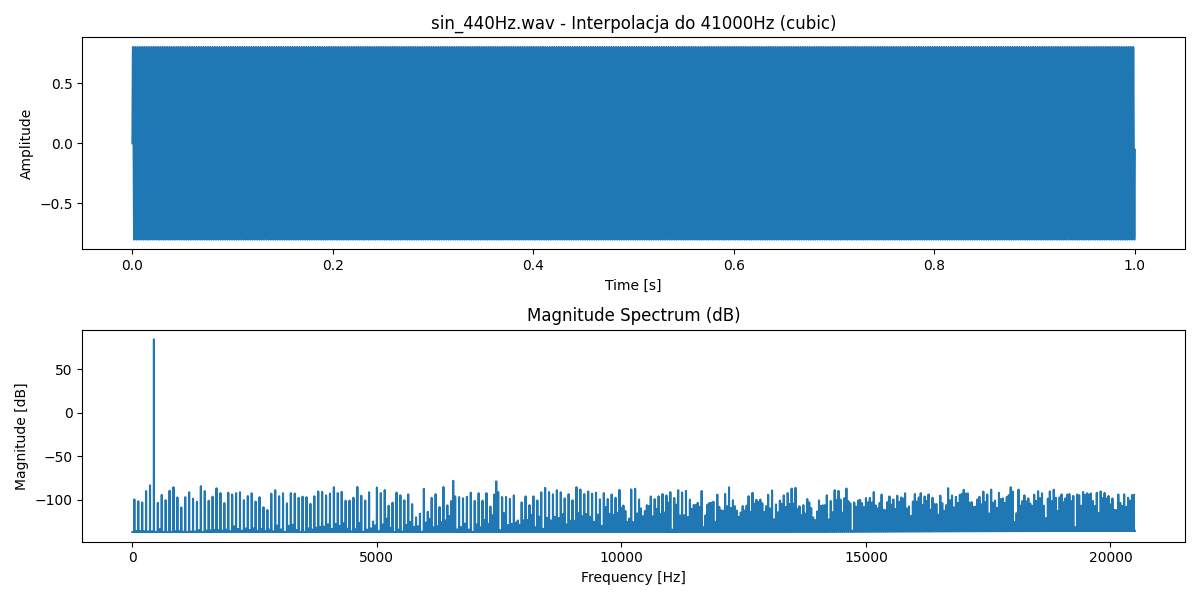 sin_440Hz.wav - Interpolacja do 41000Hz (cubic)
Amplitude
0.5
0.0
−0.5
0.0 0.2 0.4 0.6 0.8 1.0
Time [s]
Magnitude Spectrum (dB)
Magnitude [dB]
50
0
−50
−100
0 5000 10000 15000 20000
Frequency [Hz]